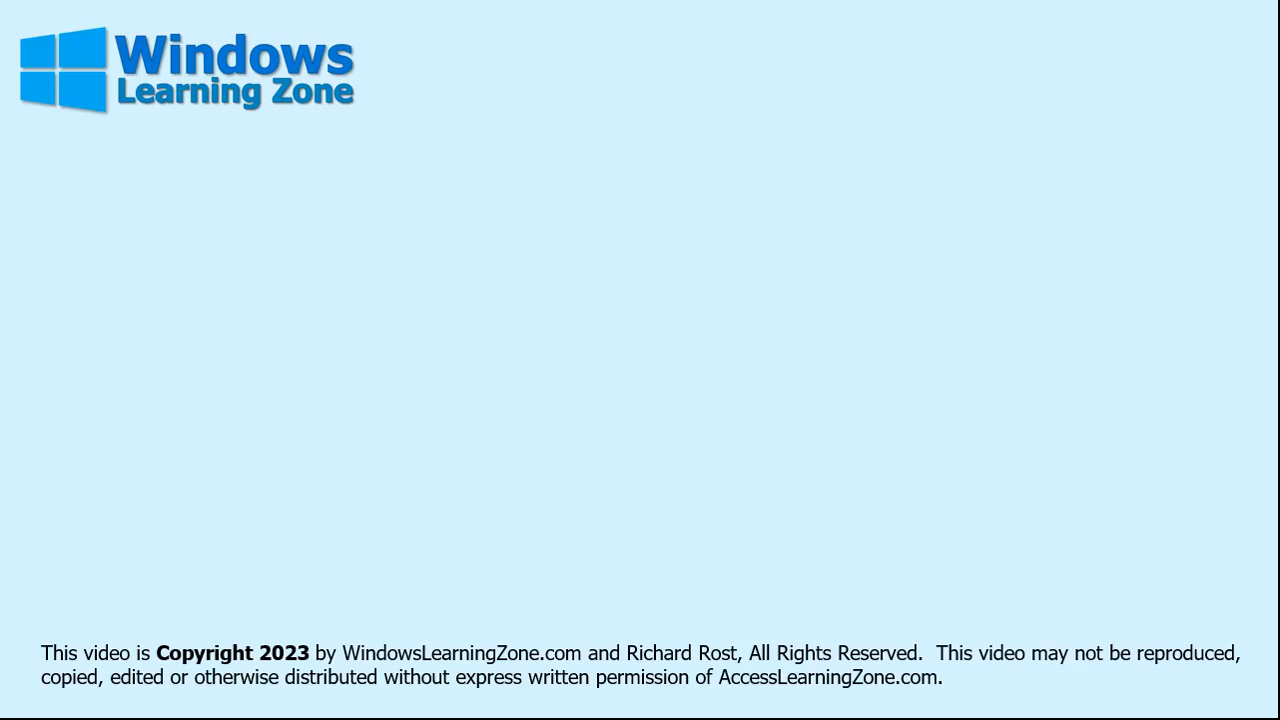 Windows
Learning Zone
This video is Copyright 2023 by WindowsLearningZone.com and Richard Rost, All Rights Reserved.  This video may not be reproduced,
copied, edited or otherwise distributed without express written permission of AccessLearningZone.com.